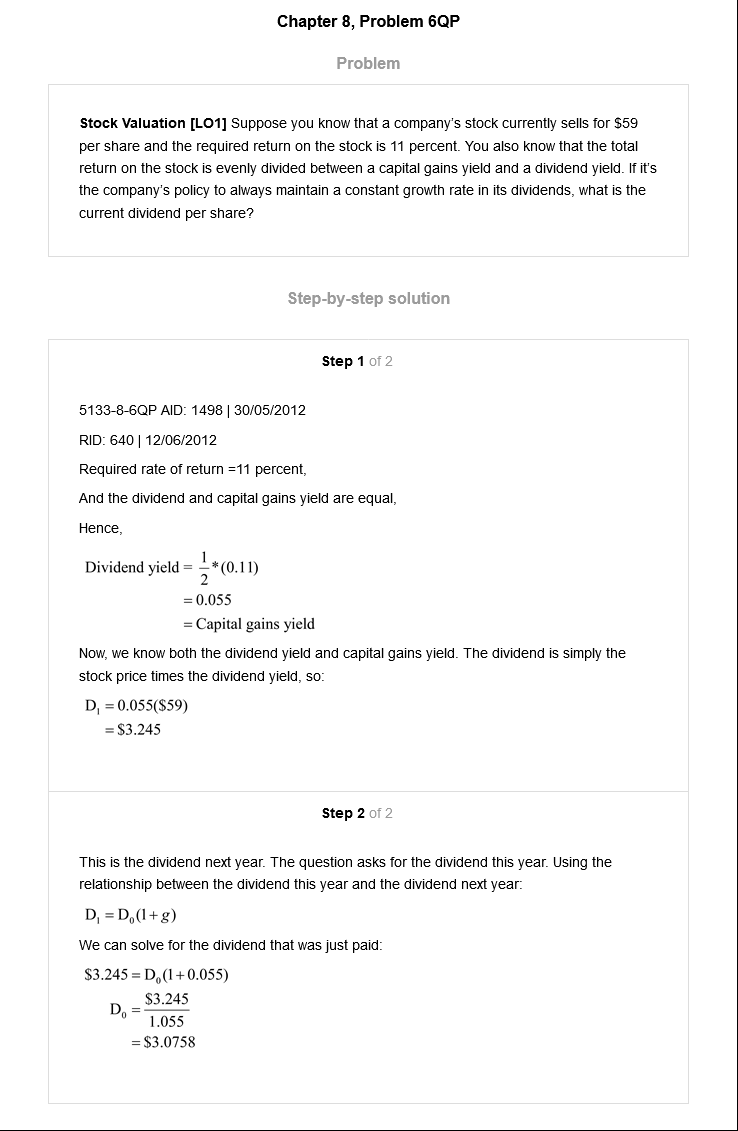 Chapter 8, Problem 6QP
Problem
Stock Valuation [LO1] Suppose you know that a company's stock currently sells for $59
per share and the required return on the stock is 11 percent. You also know that the total
return on the stock is evenly divided between a capital gains yield and a dividend yield. If it's
the company's policy to always maintain a constant growth rate in its dividends, what is the
current dividend per share?
Step-by-step solution
Step 1 of 2
5133-8-6QP AID: 1498 | 30/05/2012
RID: 640 | 12/06/2012
Required rate of return =11 percent,
And the dividend and capital gains yield are equal,
Hence,
Dividend yield = 1/2 *(0.11)
= 0.055
= Capital gains yield
Now, we know both the dividend yield and capital gains yield. The dividend is simply the
stock price times the dividend yield, so:
D₁ = 0.055($59)
= $3.245
Step 2 of 2
This is the dividend next year. The question asks for the dividend this year. Using the
relationship between the dividend this year and the dividend next year:
D₁ = D₀(1+g)
We can solve for the dividend that was just paid:
$3.245 = D₀(1+0.055)
D₀ = $3.245/1.055
= $3.0758